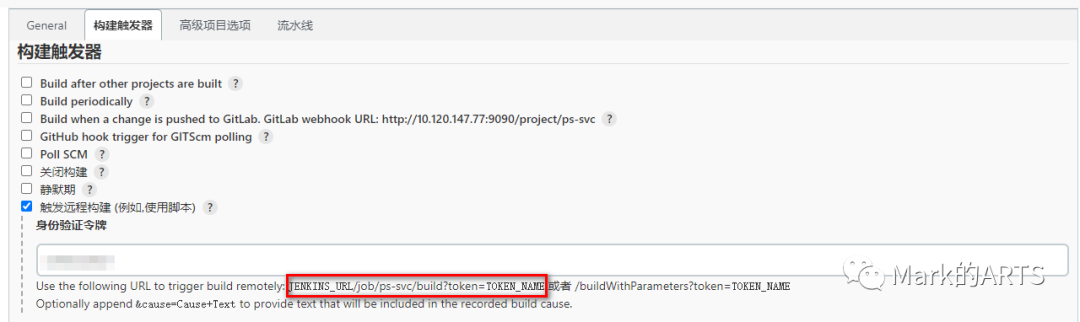 General 构建触发器 高级项目选项 流水线
构建触发器
Build after other projects are built ?
Build periodically ?
Build when a change is pushed to GitLab. GitLab webhook URL: http://10.120.147.77:9090/project/ps-svc ?
GitHub hook trigger for GITScm polling ?
Poll SCM ?
关闭构建 ?
静默期 ?
触发远程构建 (例如,使用脚本) ?
身份验证令牌
Use the following URL to trigger build remotely: JENKINS_URL/job/ps-svc/build?token=TOKEN_NAME 或者 /buildWithParameters?token=TOKEN_NAME
Optionally append &cause=Cause+Text to provide text that will be included in the recorded build cause.
Mark的ARTS